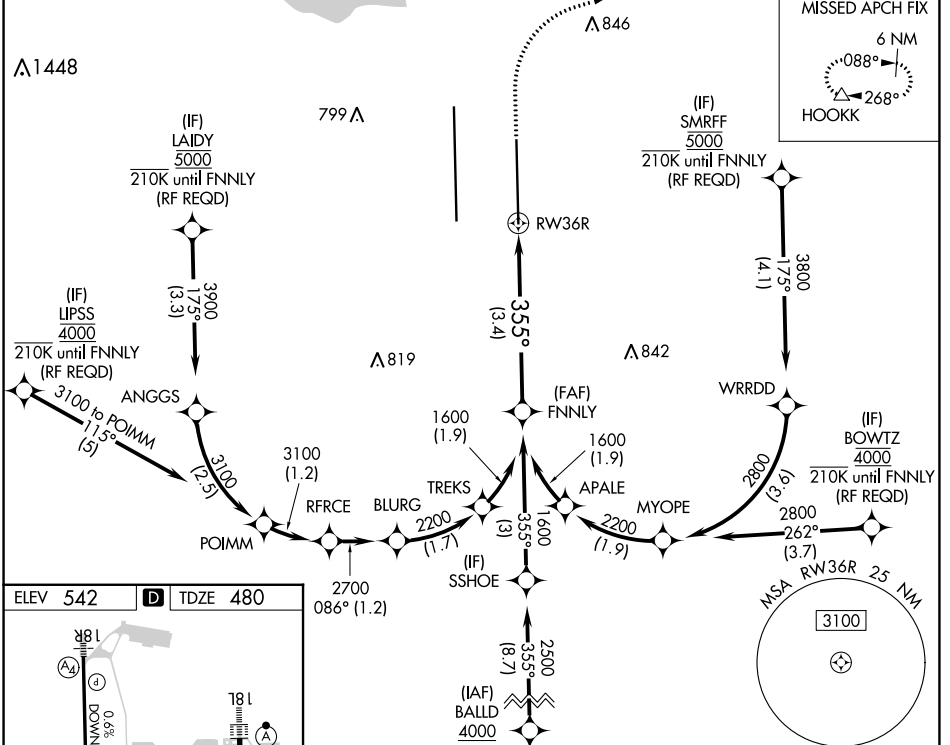 MISSED APCH FIX
6 NM
088°
268°
HOOKK
846
1448
799
(IF)
LAIDY
5000
210K until FNNLY
(RF REQD)
(IF)
SMRFF
5000
210K until FNNLY
(RF REQD)
RW36R
3900
175°
(3.3)
3800
175°
(4.1)
355°
(3.4)
(IF)
LIPSS
4000
210K until FNNLY
(RF REQD)
819
842
3100 to POIMM
115°
(5)
ANGGS
WRRDD
(FAF)
FNNLY
(IF)
BOWTZ
4000
210K until FNNLY
(RF REQD)
3100
(2.5)
3100
(1.2)
1600
(1.9)
1600
(1.9)
2800
(3.6)
RFRCE
BLURG
TREKS
APALE
MYOPE
POIMM
2200
(1.7)
1600
355°
(3)
2200
(1.9)
2800
262°
(3.7)
2700
086° (1.2)
(IF)
SSHOE
MSA RW36R 25 NM
3100
ELEV 542
D
TDZE 480
18R
A4
P
0.6%
DOWN
18L
A
2500
355°
(8.7)
(IAF)
BALLD
4000